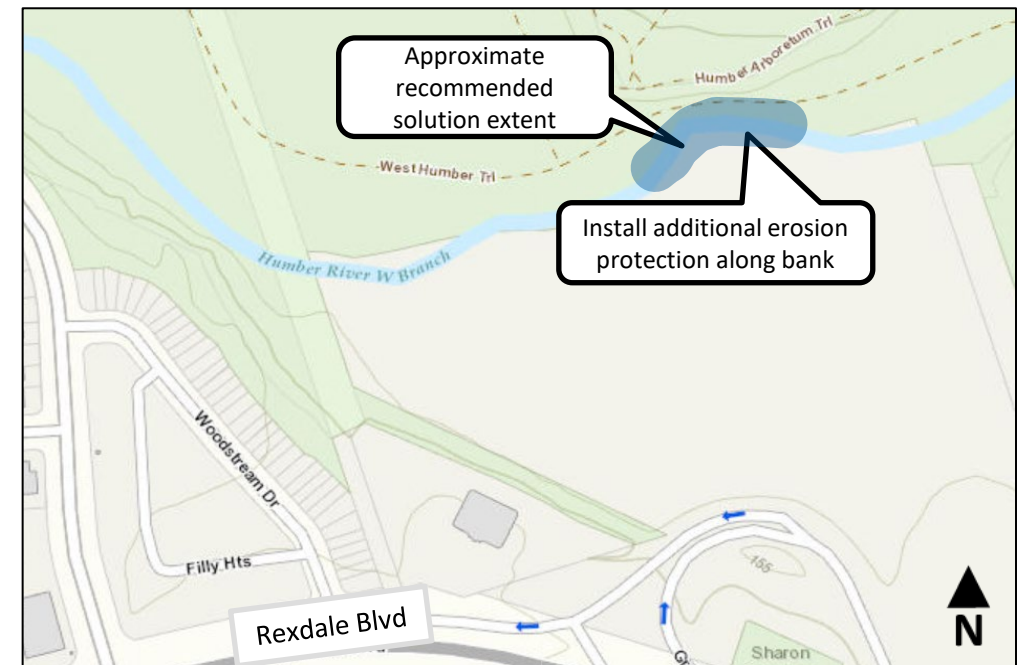 Approximate
recommended
solution extent
Humber Arboretum Trl
West Humber Trl
Install additional erosion
protection along bank
Humber River W Branch
Woodstream Dr
Filly Hts
Rexdale Blvd
155
N
Sharon